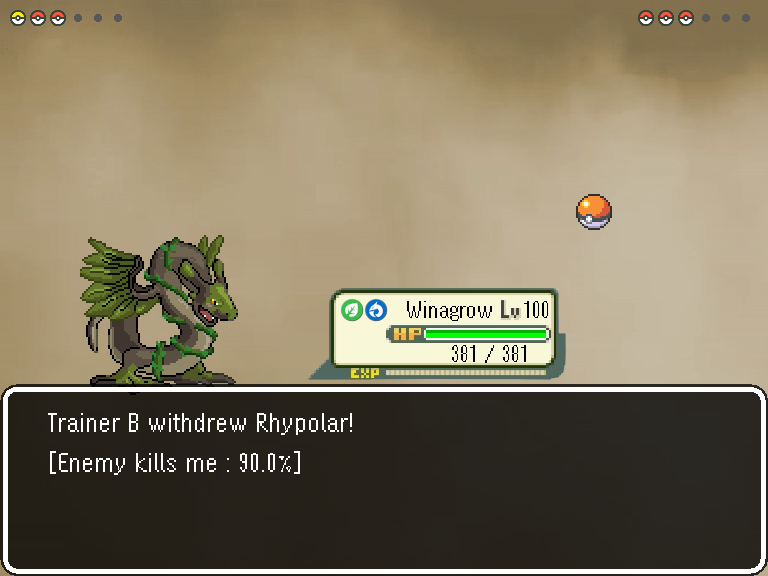 Winagrow Lv100
HP
381 / 381
EXP
Trainer B withdrew Rhypolar!
[Enemy kills me : 90.0%]